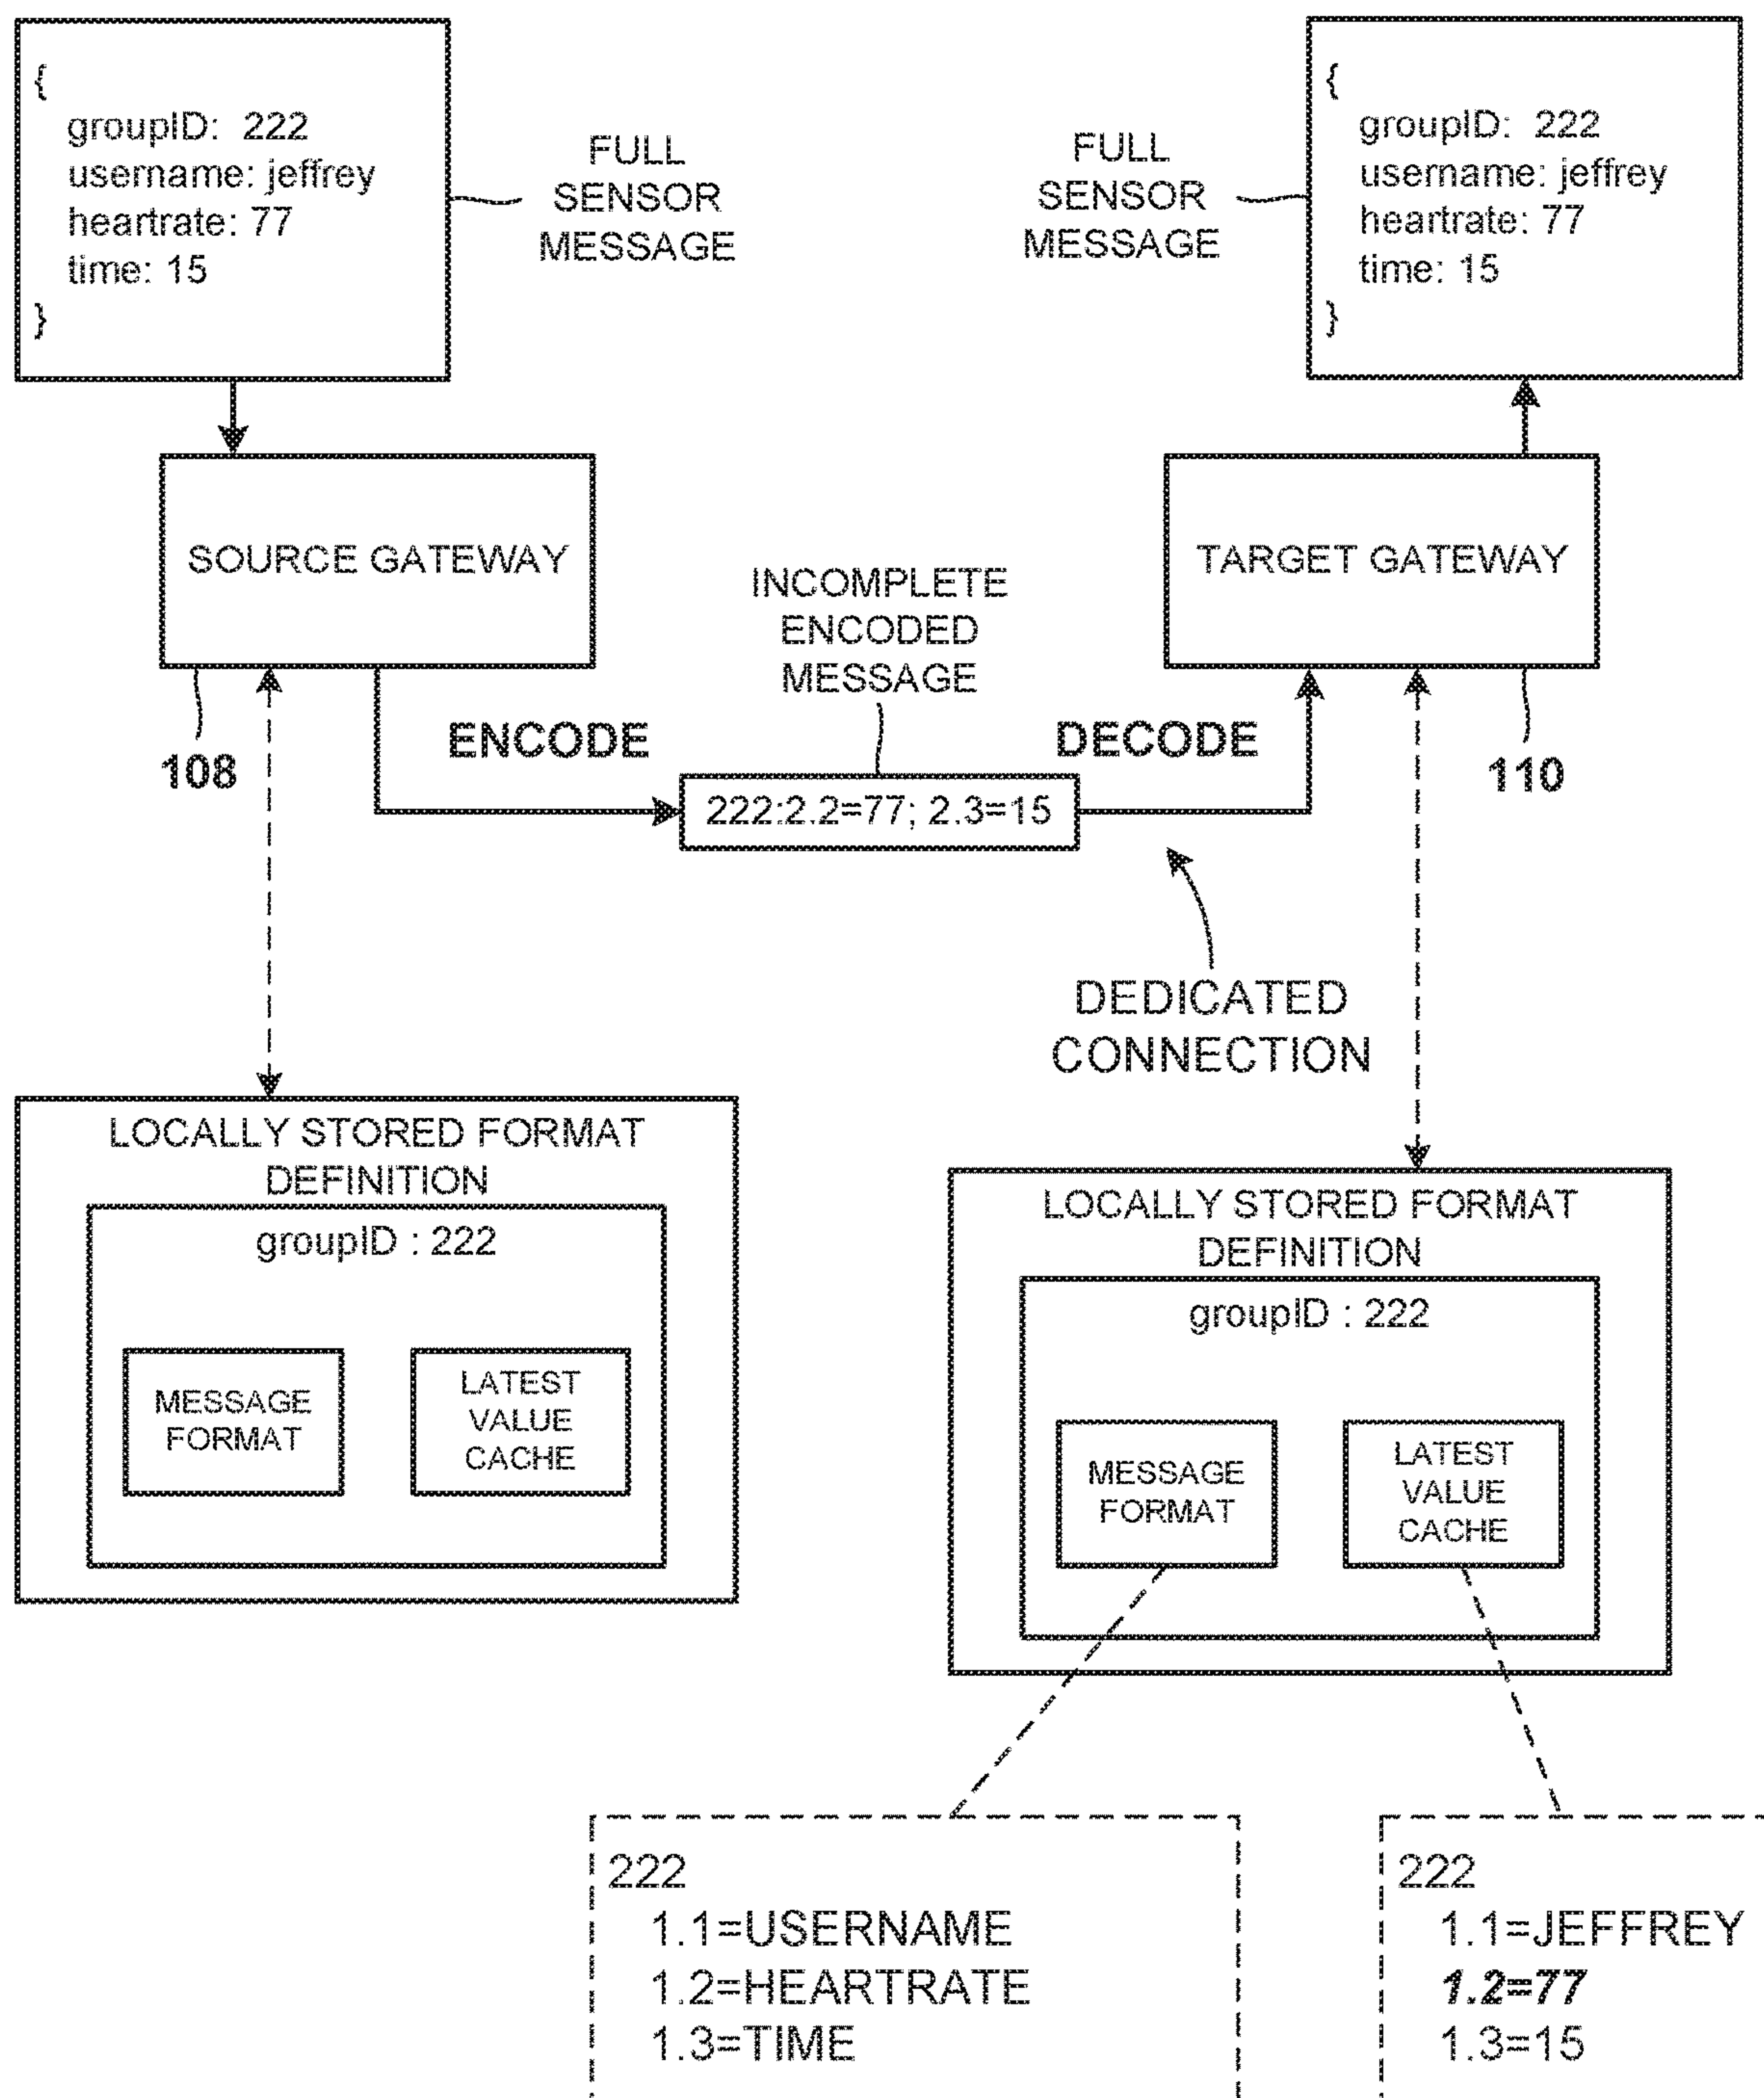 {
groupID: 222
username: jeffrey
heartrate: 77
time: 15
}
FULL
SENSOR
MESSAGE
FULL
SENSOR
MESSAGE
{
groupID: 222
username: jeffrey
heartrate: 77
time: 15
}
SOURCE GATEWAY
108
INCOMPLETE
ENCODED
MESSAGE
TARGET GATEWAY
110
ENCODE
222:2.2=77; 2.3=15
DECODE
DEDICATED
CONNECTION
LOCALLY STORED FORMAT
DEFINITION
groupID : 222
MESSAGE
FORMAT
LATEST
VALUE
CACHE
LOCALLY STORED FORMAT
DEFINITION
groupID : 222
MESSAGE
FORMAT
LATEST
VALUE
CACHE
222
1.1=USERNAME
1.2=HEARTRATE
1.3=TIME
222
1.1=JEFFREY
1.2=77
1.3=15